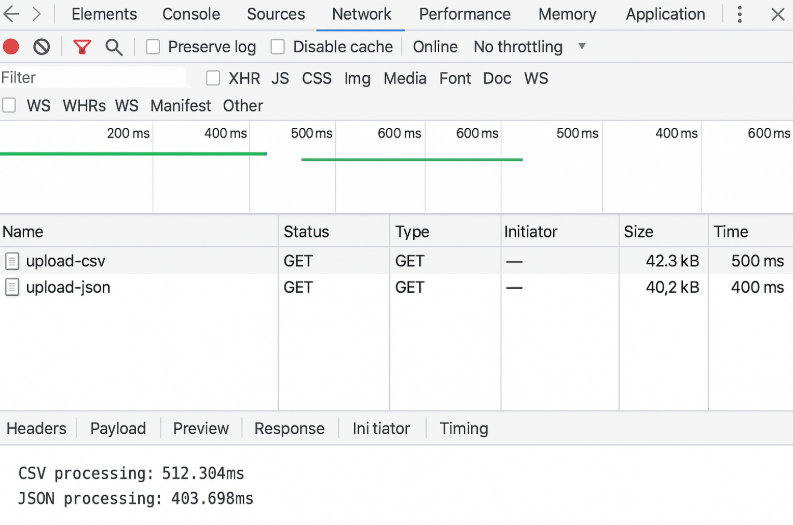 Elements Console Sources Network Performance Memory Application
Preserve log Disable cache Online No throttling
Filter XHR JS CSS Img Media Font Doc WS
WS WHRs WS Manifest Other
200 ms 400 ms 500 ms 600 ms 600 ms 500 ms 400 ms 600 ms
Name Status Type Initiator Size Time
upload-csv GET GET — 42.3 kB 500 ms
upload-json GET GET — 40,2 kB 400 ms
Headers Payload Preview Response Ini tiator Timing
CSV processing: 512.304ms
JSON processing: 403.698ms